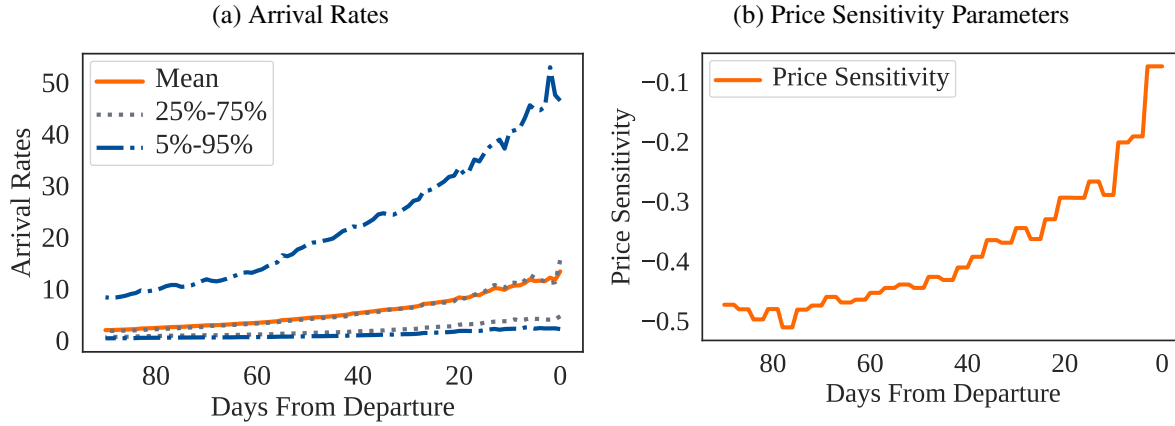 (a) Arrival Rates
Mean
25%-75%
5%-95%
Arrival Rates
50
40
30
20
10
0
80
60
40
20
0
Days From Departure
(b) Price Sensitivity Parameters
Price Sensitivity
Price Sensitivity
−0.1
−0.2
−0.3
−0.4
−0.5
80
60
40
20
0
Days From Departure